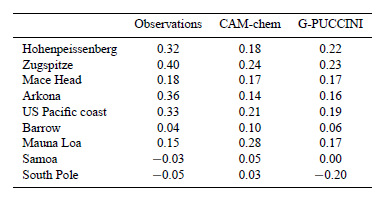 Observations CAM-chem G-PUCCINI
Hohenpeissenberg 0.32 0.18 0.22
Zugspitze 0.40 0.24 0.23
Mace Head 0.18 0.17 0.17
Arkona 0.36 0.14 0.16
US Pacific coast 0.33 0.21 0.19
Barrow 0.04 0.10 0.06
Mauna Loa 0.15 0.28 0.17
Samoa −0.03 0.05 0.00
South Pole −0.05 0.03 −0.20